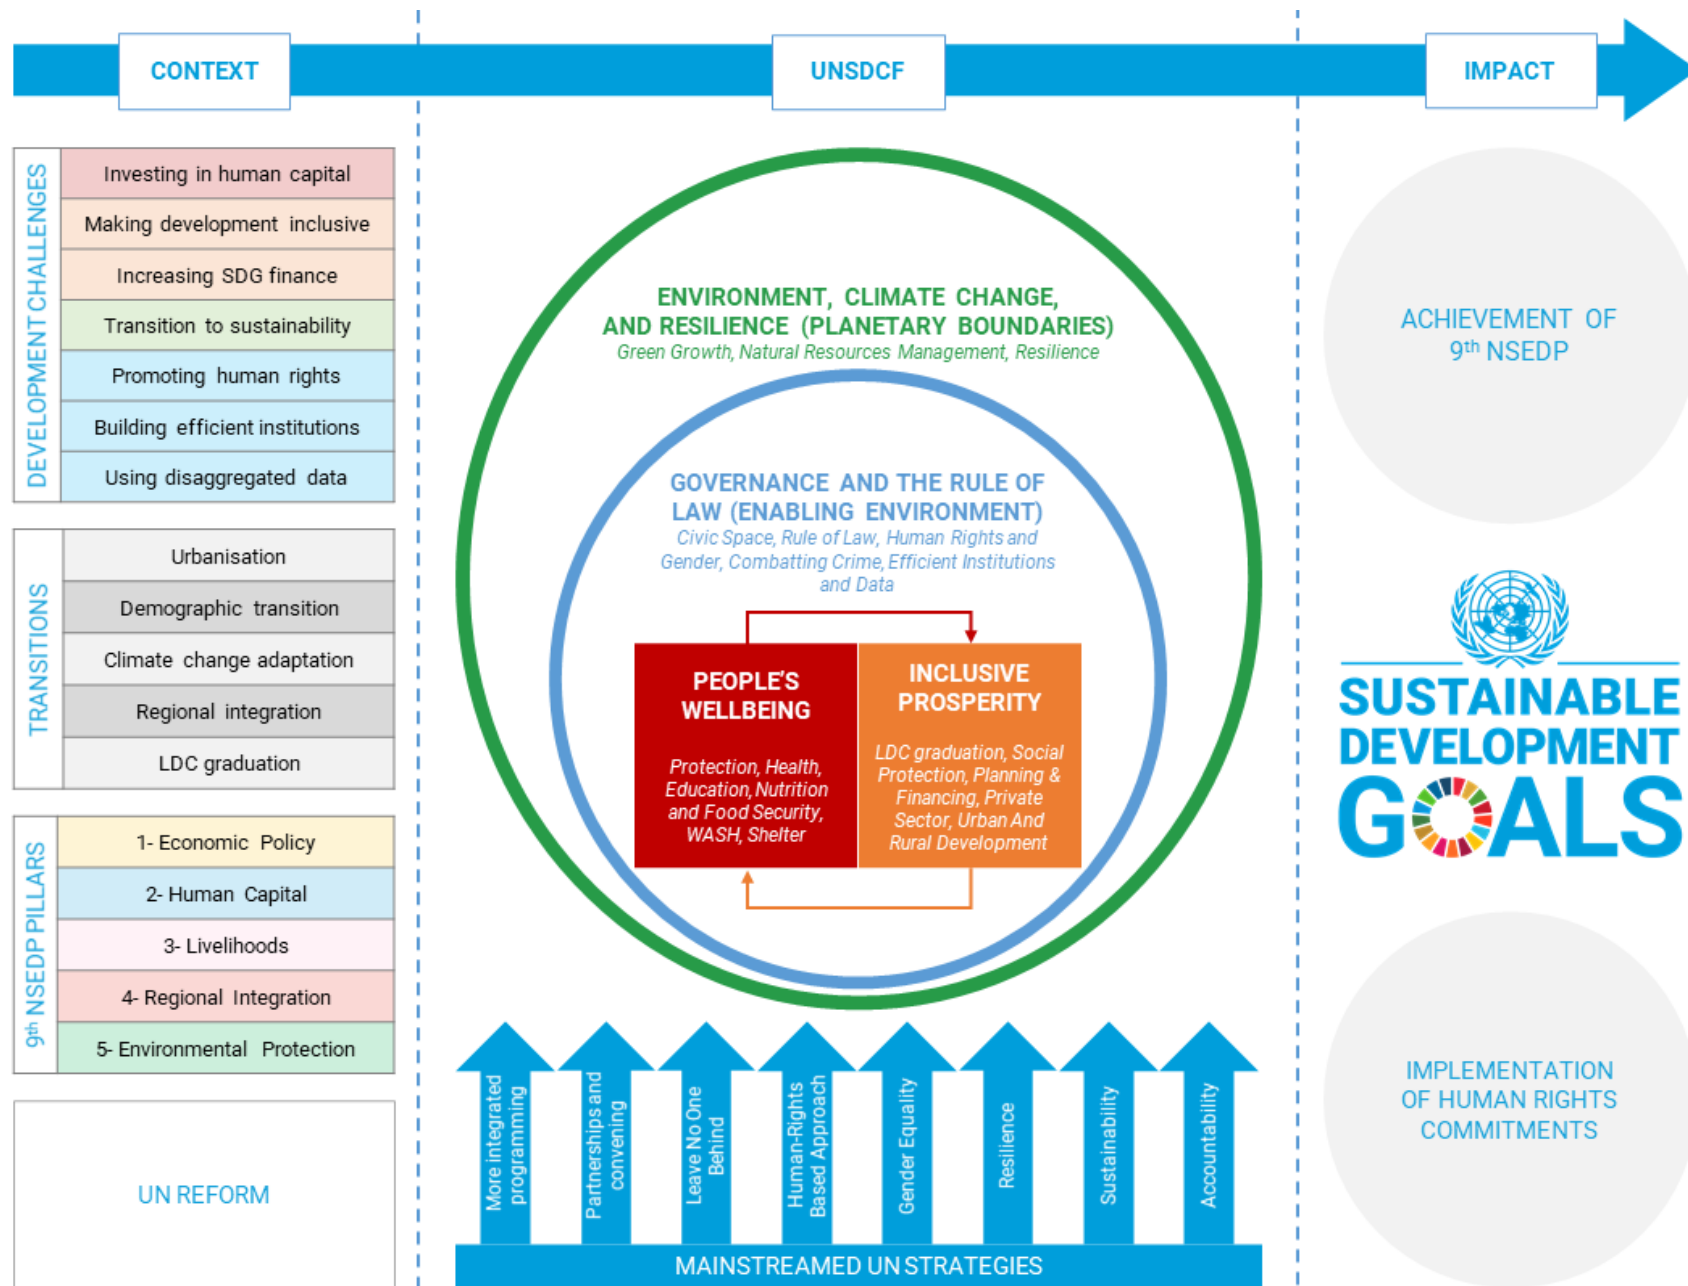 CONTEXT
UNSDCF
IMPACT
DEVELOPMENT CHALLENGES
Investing in human capital
Making development inclusive
Increasing SDG finance
Transition to sustainability
Promoting human rights
Building efficient institutions
Using disaggregated data
TRANSITIONS
Urbanisation
Demographic transition
Climate change adaptation
Regional integration
LDC graduation
9th NSEDP PILLARS
1- Economic Policy
2- Human Capital
3- Livelihoods
4- Regional Integration
5- Environmental Protection
UN REFORM
ENVIRONMENT, CLIMATE CHANGE,
AND RESILIENCE (PLANETARY BOUNDARIES)
Green Growth, Natural Resources Management, Resilience
GOVERNANCE AND THE RULE OF
LAW (ENABLING ENVIRONMENT)
Civic Space, Rule of Law, Human Rights and
Gender, Combatting Crime, Efficient Institutions
and Data
PEOPLE'S
WELLBEING
Protection, Health,
Education, Nutrition
and Food Security,
WASH, Shelter
INCLUSIVE
PROSPERITY
LDC graduation, Social
Protection, Planning &
Financing, Private
Sector, Urban And
Rural Development
More integrated
programming
Partnerships and
convening
Leave No One
Behind
Human-Rights
Based Approach
Gender Equality
Resilience
Sustainability
Accountability
MAINSTREAMED UN STRATEGIES
ACHIEVEMENT OF
9th NSEDP
SUSTAINABLE
DEVELOPMENT
GOALS
IMPLEMENTATION
OF HUMAN RIGHTS
COMMITMENTS